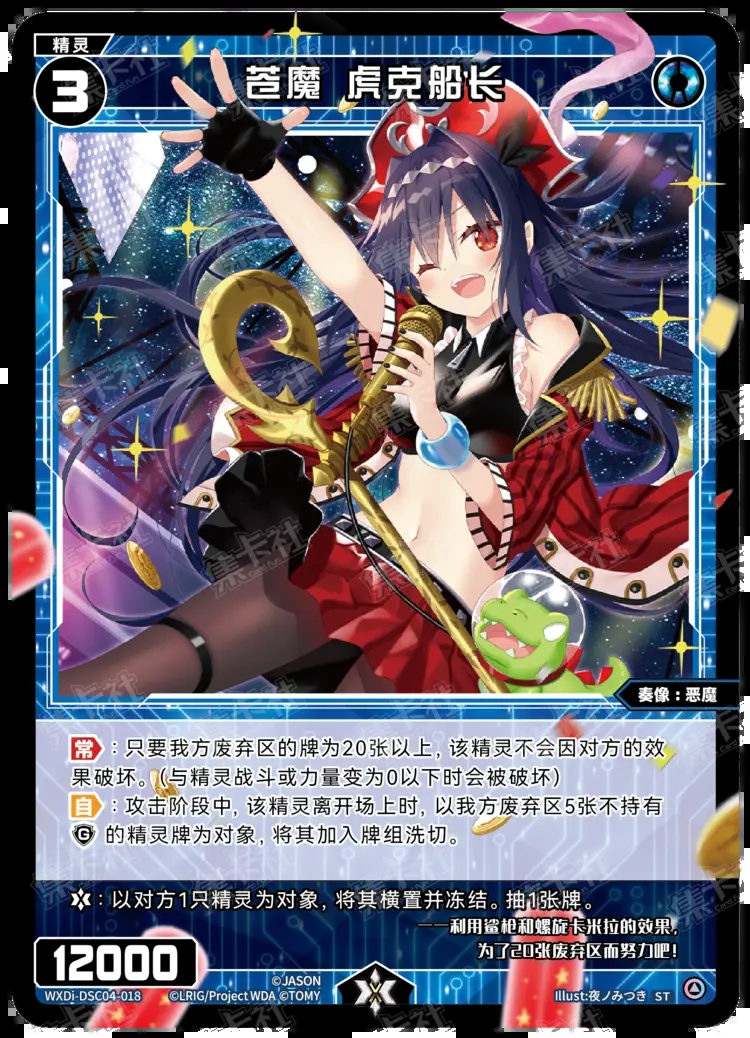 精灵
3
苍魔 虎克船长
奏像：恶魔
常：只要我方废弃区的牌为20张以上，该精灵不会因对方的效
果破坏。（与精灵战斗或力量变为0以下时会被破坏）
自：攻击阶段中，该精灵离开场上时，以我方废弃区5张不持有
G的精灵牌为对象，将其加入牌组洗切。
：以对方1只精灵为对象，将其横置并冻结。抽1张牌。
——利用鲨枪和螺旋卡米拉的效果，
为了20张废弃区而努力吧！
12000
©JASON
WXDi-DSC04-018 ©LRIG/Project WDA ©TOMY
Illust:夜ノみつき ST
集卡社